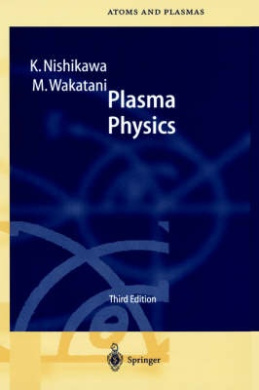 ATOMS AND PLASMAS
K. Nishikawa
M. Wakatani
Plasma
Physics
Third Edition
Springer